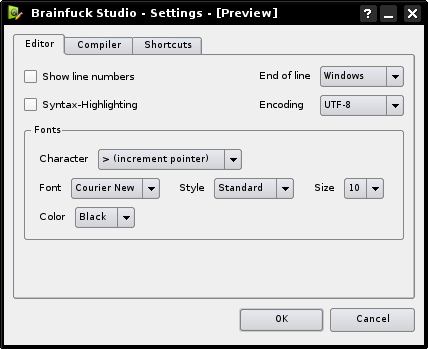 Brainfuck Studio - Settings - [Preview]
Editor Compiler Shortcuts
Show line numbers End of line Windows
Syntax-Highlighting Encoding UTF-8
Fonts
Character > (increment pointer)
Font Courier New Style Standard Size 10
Color Black
OK Cancel